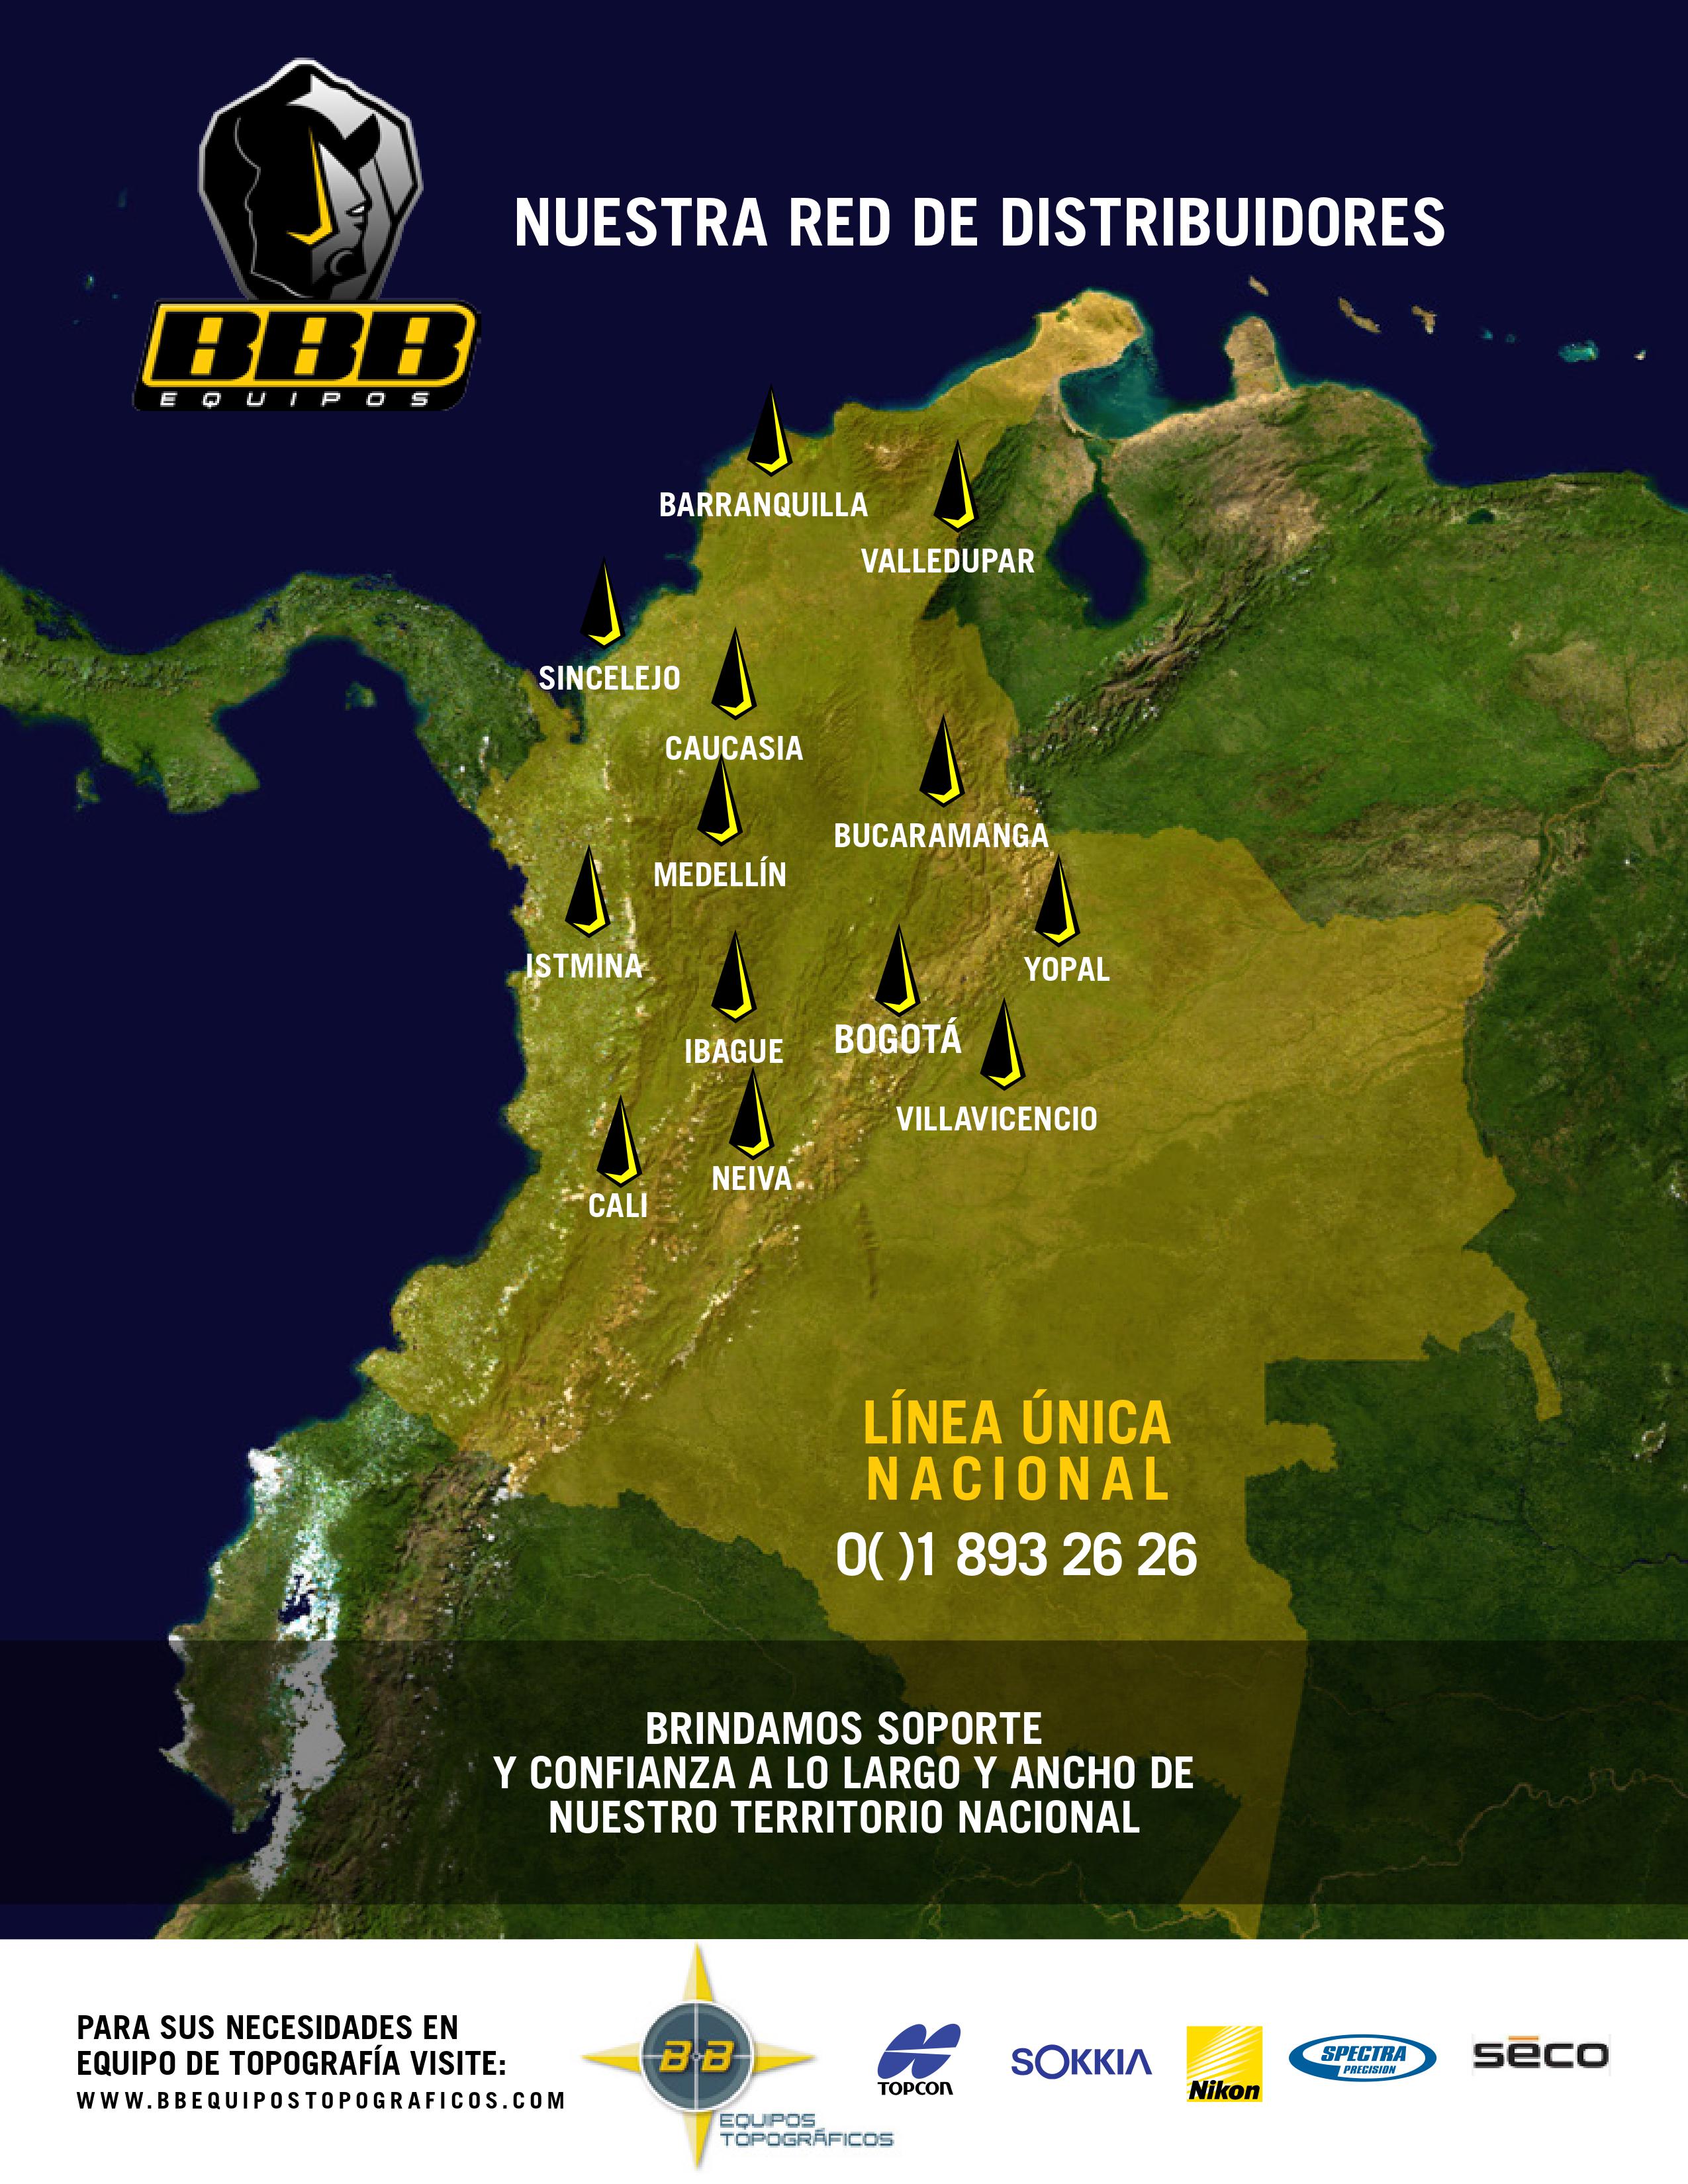 NUESTRA RED DE DISTRIBUIDORES
BBB
EQUIPOS
BARRANQUILLA
VALLEDUPAR
SINCELEJO
CAUCASIA
BUCARAMANGA
MEDELLÍN
ISTMINA
YOPAL
BOGOTÁ
IBAGUE
VILLAVICENCIO
NEIVA
CALI
LÍNEA ÚNICA
NACIONAL
0( )1 893 26 26
BRINDAMOS SOPORTE
Y CONFIANZA A LO LARGO Y ANCHO DE
NUESTRO TERRITORIO NACIONAL
PARA SUS NECESIDADES EN
EQUIPO DE TOPOGRAFÍA VISITE:
WWW.BBEQUIPOSTOPOGRAFICOS.COM
B B
EQUIPOS
TOPOGRÁFICOS
TOPCON
SOKKIA
Nikon
SPECTRA
PRECISION
sēco